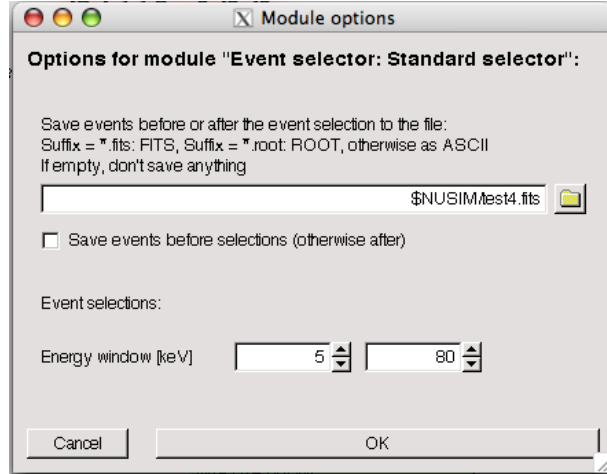 Module options
Options for module "Event selector: Standard selector":
Save events before or after the event selection to the file:
Suffix = ".fits: FITS, Suffix = ".root: ROOT, otherwise as ASCII
If empty, don't save anything
$NUSIM/test4.fits
Save events before selections (otherwise after)
Event selections:
Energy window [keV] 5 80
Cancel OK